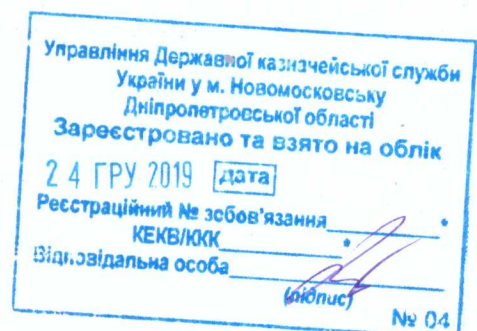 Управління Державної казначейської служби
України у м. Новомосковську
Дніпропетровської області
Зареєстровано та взято на облік
24 ГРУ 2019 дата
Реєстраційний № зобов'язання *
КЕКВ/ККК *
Відповідальна особа
(підпис)
№ 04